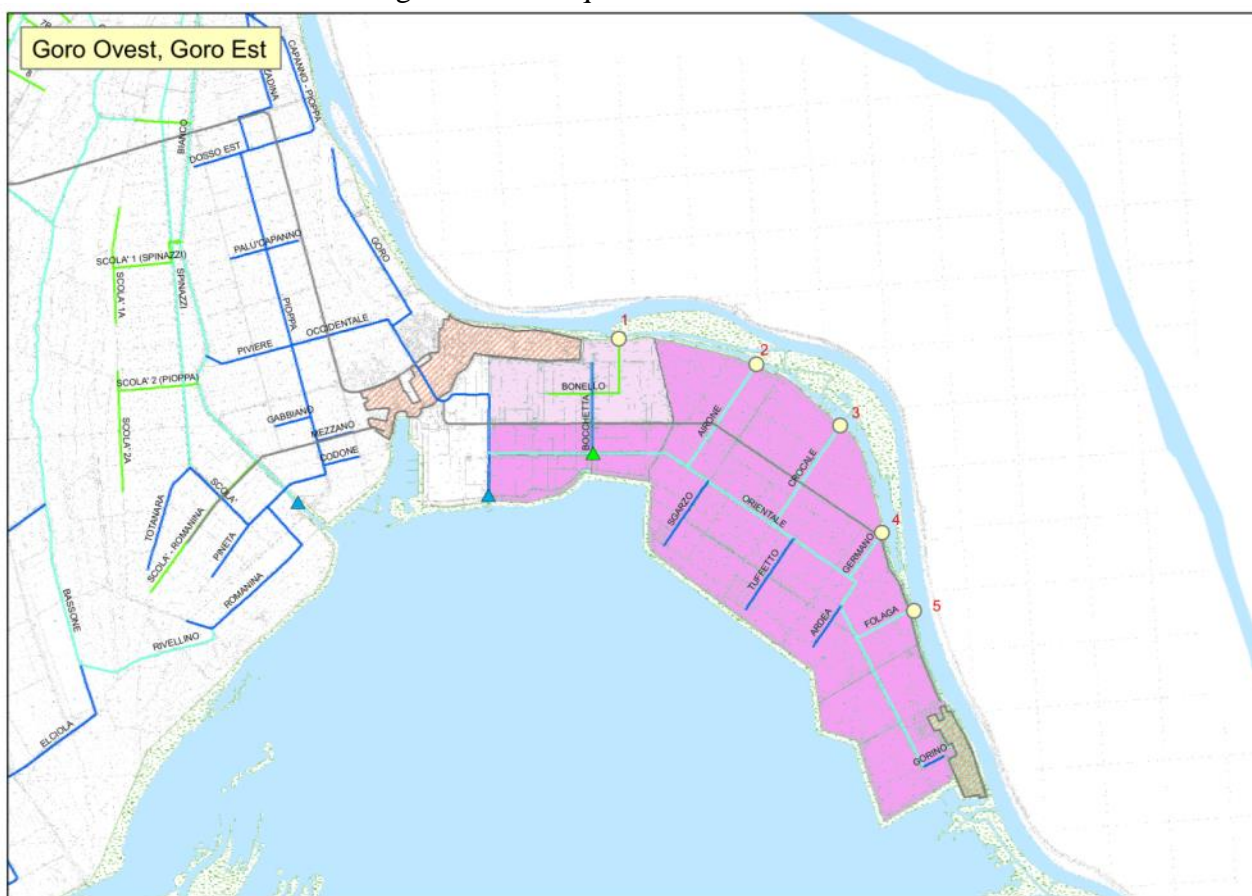 Goro Ovest, Goro Est
CAPANNO - PIOPPA
BIANCO
DOSSO EST
PALU'CAPANNO
GORO
SCOLA' 1 (SPINAZZI)
SCOLA' 1A
SPINAZZI
PIOPPA
OCCIDENTALE
PIVIERE
SCOLA' 2 (PIOPPA)
SCOLA' 2A
GABBIANO
MEZZANO
CODONE
SCOLA'
TOTANARA
SCOLA' - ROMANINA
PINETA
ROMANINA
BASSONE
RIVELLINO
ELCIOLA
1
2
3
4
5
BONELLO
BOCCHETTA
AIRONE
CROCALE
SGARZO
ORIENTALE
GERMANO
TUFFETTO
ARDEA
FOLAGA
GORINO